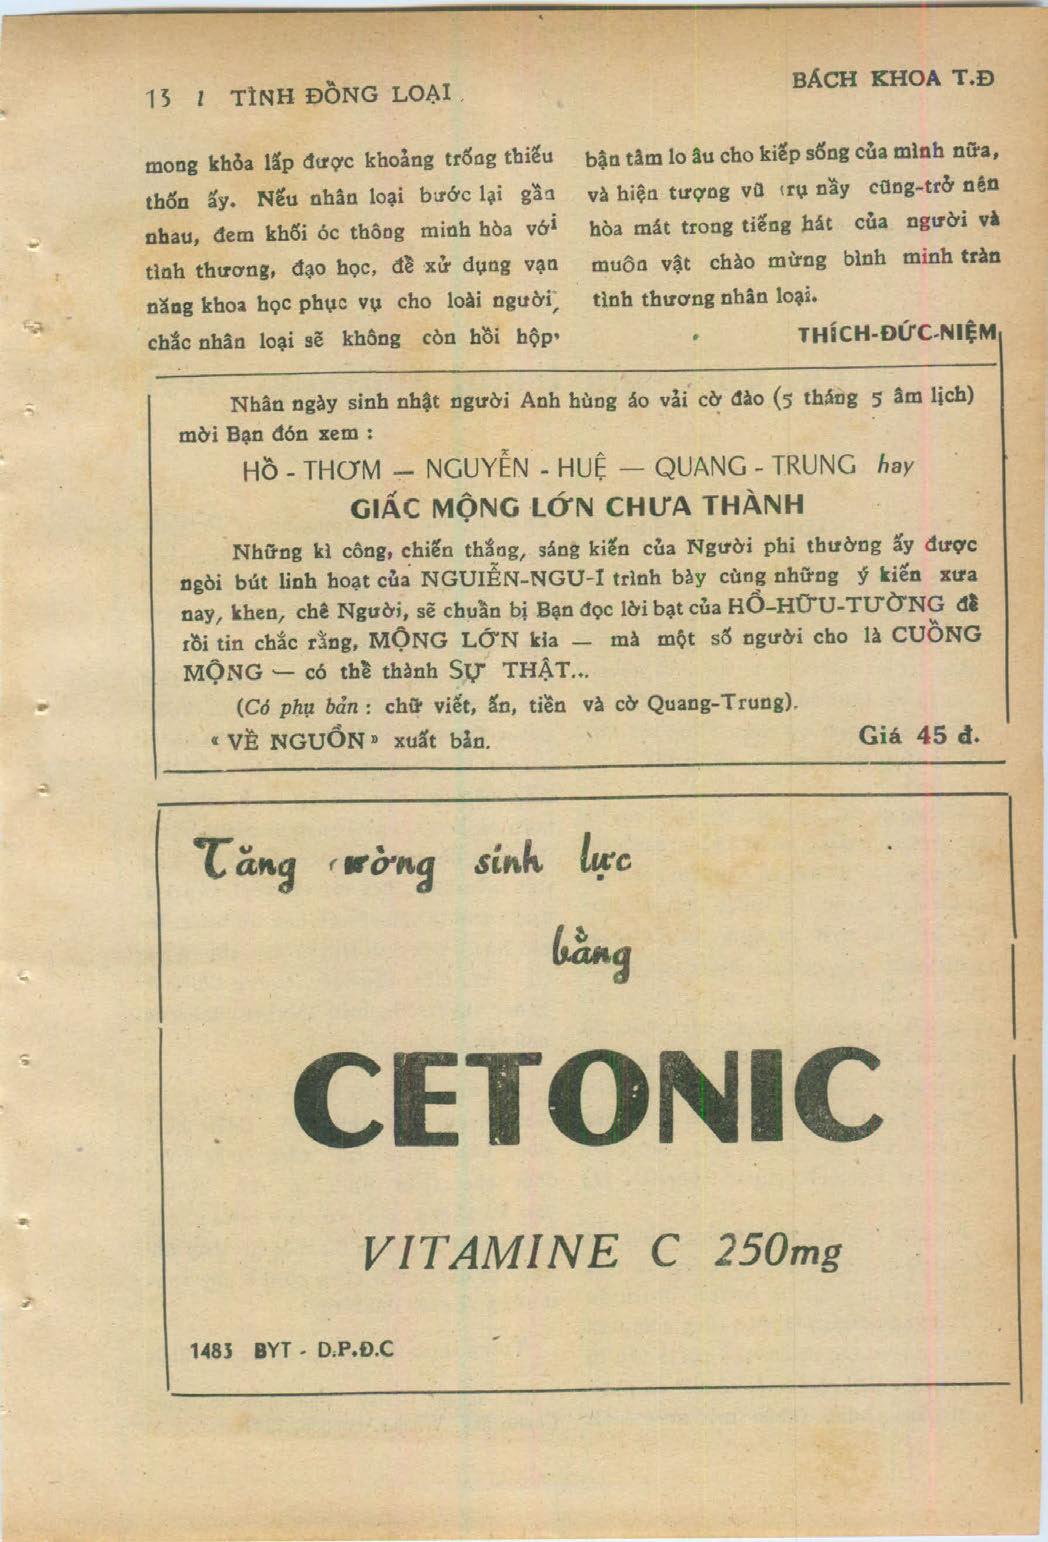 13 / TÌNH ĐỒNG LOẠI
BÁCH KHOA T.Đ
mong khỏa lấp được khoảng trống thiếu
thốn ấy. Nếu nhân loại bước lại gần
nhau, đem khối óc thông minh hòa với
tình thương, đạo học, để xử dụng vạn
năng khoa học phục vụ cho loài người,
chắc nhân loại sẽ không còn hồi hộp,
bận tâm lo âu cho kiếp sống của mình nữa,
và hiện tượng vũ trụ nầy cũng-trở nên
hòa mát trong tiếng hát của người và
muôn vật chào mừng bình minh tràn
tình thương nhân loại.
THÍCH-ĐỨC-NIỆM
Nhân ngày sinh nhật người Anh hùng áo vải cờ đào (5 tháng 5 âm lịch)
mời Bạn đón xem :
HỒ - THƠM — NGUYỄN - HUỆ — QUANG - TRUNG hay
GIẤC MỘNG LỚN CHƯA THÀNH
Những kì công, chiến thắng, sáng kiến của Người phi thường ấy được
ngòi bút linh hoạt của NGUIỄN-NGU-Í trình bày cùng những ý kiến xưa
nay, khen, chê Người, sẽ chuẩn bị Bạn đọc lời bạt của HỒ-HỮU-TƯỜNG để
rồi tin chắc rằng, MỘNG LỚN kia — mà một số người cho là CUỒNG
MỘNG — có thể thành SỰ THẬT...
(Có phụ bản : chữ viết, ấn, tiền và cờ Quang-Trung).
« VỀ NGUỒN » xuất bản. Giá 45 đ.
Tăng cường sinh lực
bằng
CETONIC
VITAMINE C 250mg
1483 BYT - D.P.Đ.C